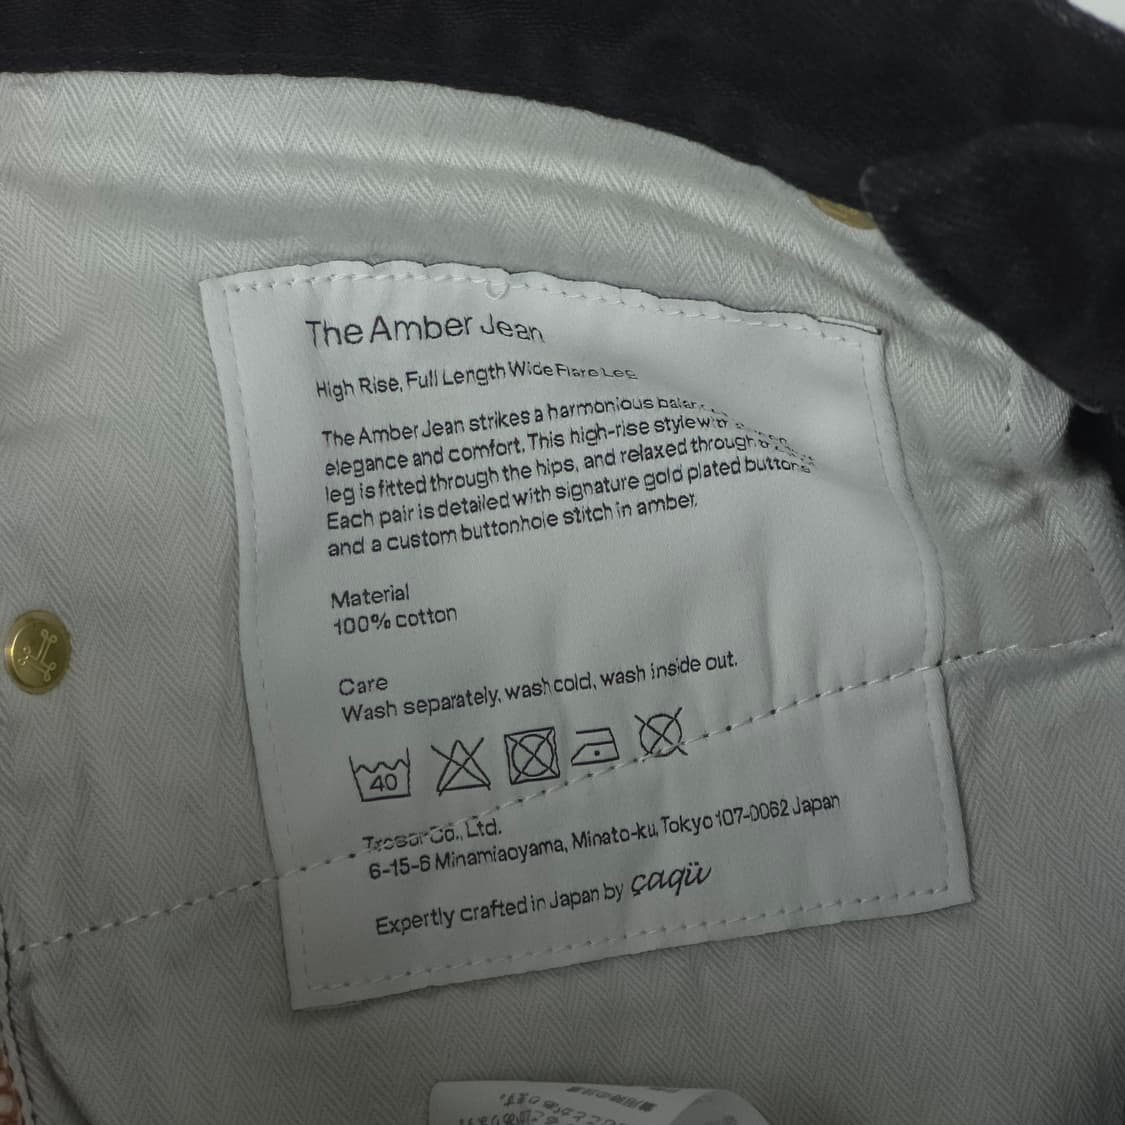 The Amber Jean
High Rise, Full Length Wide Flare Leg
The Amber Jean strikes a harmonious
elegance and comfort. This high-rise style
leg is fitted through the hips, and relaxed through
Each pair is detailed with signature gold plated buttons
and a custom buttonhole stitch in amber.
Material
100% cotton
Care
Wash separately, wash cold, wash inside out.
40
Co., Ltd.
6-15-6 Minamiaoyama, Minato-ku, Tokyo 107-0062 Japan
Expertly crafted in Japan by çaqü